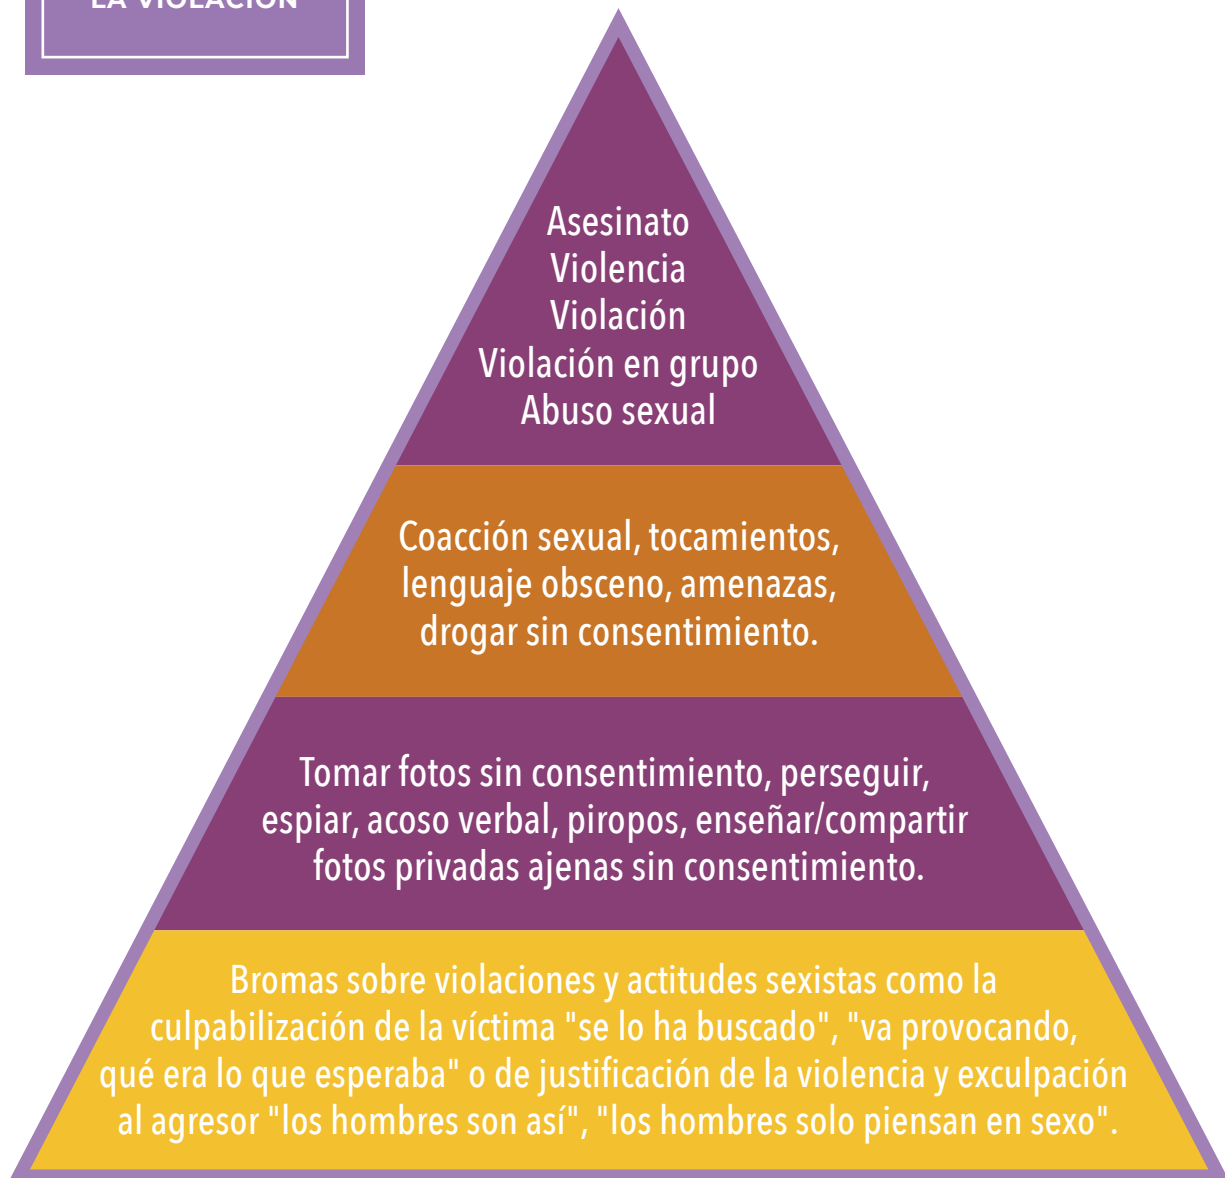 LA VIOLACIÓN
Asesinato
Violencia
Violación
Violación en grupo
Abuso sexual
Coacción sexual, tocamientos,
lenguaje obsceno, amenazas,
drogar sin consentimiento.
Tomar fotos sin consentimiento, perseguir,
espiar, acoso verbal, piropos, enseñar/compartir
fotos privadas ajenas sin consentimiento.
Bromas sobre violaciones y actitudes sexistas como la
culpabilización de la víctima "se lo ha buscado", "va provocando,
qué era lo que esperaba" o de justificación de la violencia y exculpación
al agresor "los hombres son así", "los hombres solo piensan en sexo".